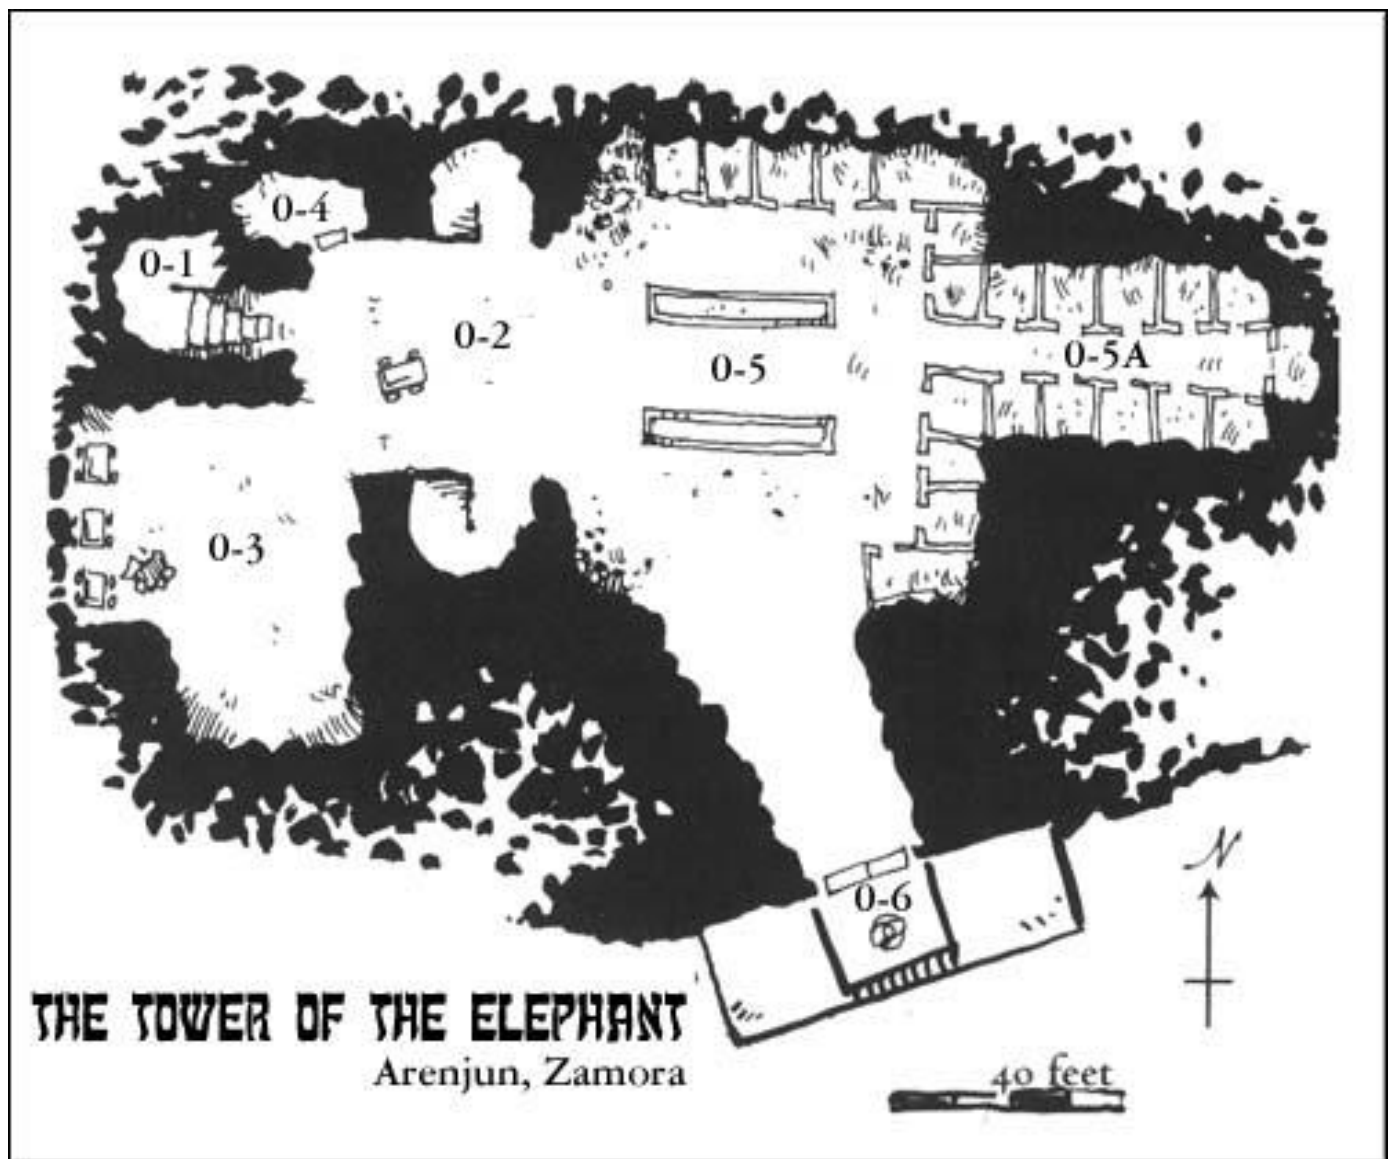 0-4
0-1
0-2
0-5
0-5A
0-3
0-6
N
THE TOWER OF THE ELEPHANT
Arenjun, Zamora
40 feet